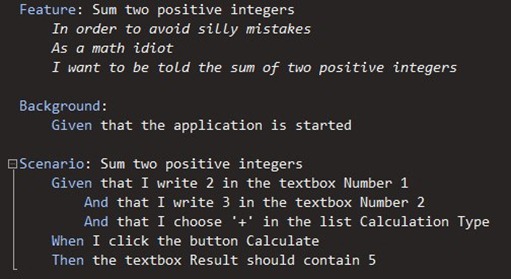 Feature: Sum two positive integers
In order to avoid silly mistakes
As a math idiot
I want to be told the sum of two positive integers
Background:
Given that the application is started
Scenario: Sum two positive integers
Given that I write 2 in the textbox Number 1
And that I write 3 in the textbox Number 2
And that I choose '+' in the list Calculation Type
When I click the button Calculate
Then the textbox Result should contain 5